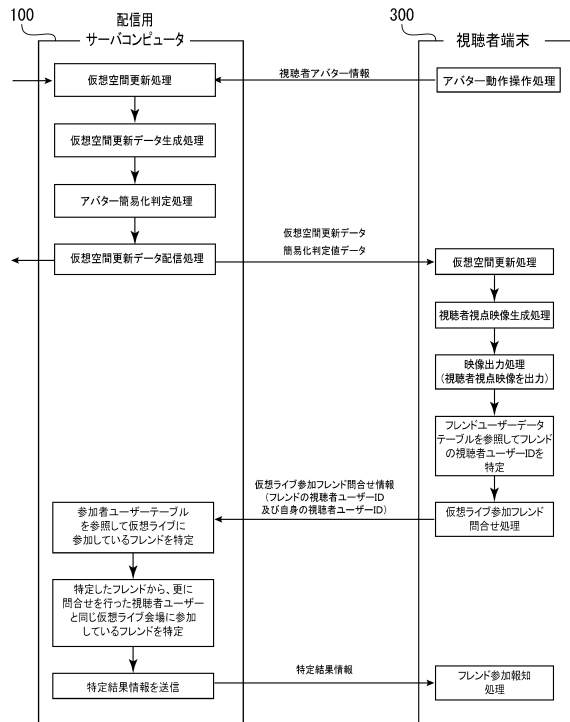 100
配信用
サーバコンピュータ
300
視聴者端末
仮想空間更新処理
視聴者アバター情報
アバター動作操作処理
仮想空間更新データ生成処理
アバター簡易化判定処理
仮想空間更新データ配信処理
仮想空間更新データ
簡易化判定値データ
仮想空間更新処理
視聴者視点映像生成処理
映像出力処理
(視聴者視点映像を出力)
フレンドユーザーデータ
テーブルを参照してフレンド
の視聴者ユーザーIDを
特定
仮想ライブ参加フレンド
問合せ処理
仮想ライブ参加フレンド問合せ情報
(フレンドの視聴者ユーザーID
及び自身の視聴者ユーザーID)
参加者ユーザーテーブル
を参照して仮想ライブに
参加しているフレンドを特定
特定したフレンドから、更に
問合せを行った視聴者ユーザー
と同じ仮想ライブ会場に参加
しているフレンドを特定
特定結果情報を送信
特定結果情報
フレンド参加報知
処理